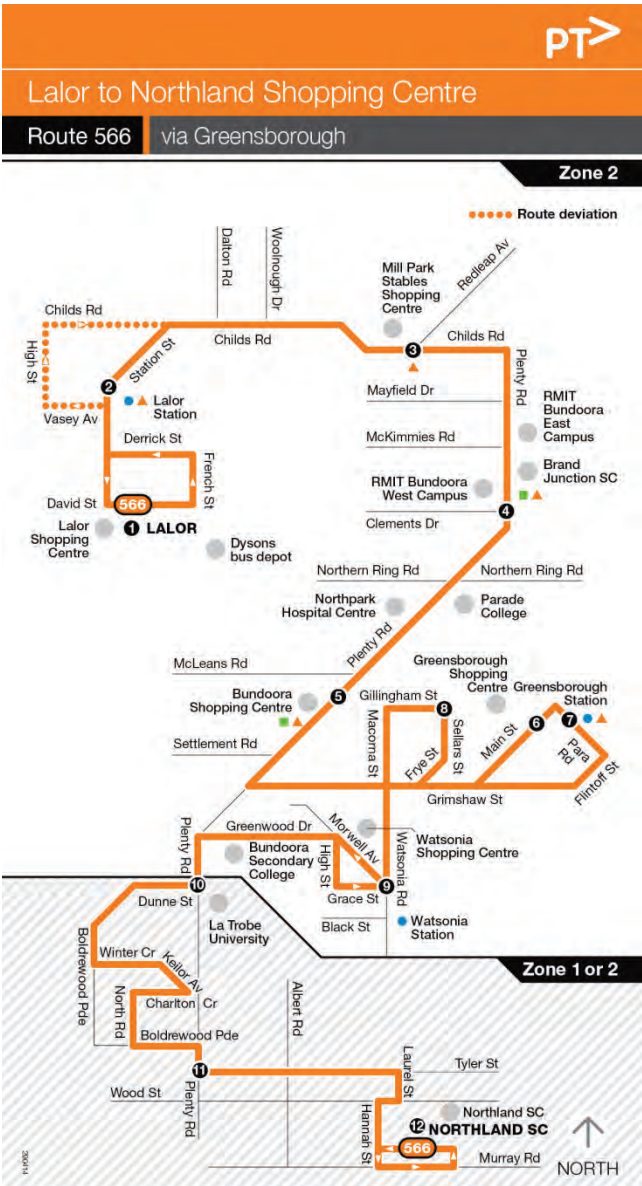 PT>
Lalor to Northland Shopping Centre
Route 566
via Greensborough
Zone 2
Route deviation
Dalton Rd
Woolnough Dr
Mill Park
Stables
Shopping
Centre
Redleap Av
Childs Rd
Childs Rd
Childs Rd
High St
Station St
2
3
Lalor
Station
Vasey Av
Derrick St
French St
David St
566
Lalor
Shopping
Centre
1 LALOR
Dysons
bus depot
Plenty Rd
Mayfield Dr
McKimmies Rd
RMIT
Bundoora
East
Campus
Brand
Junction SC
RMIT Bundoora
West Campus
4
Clements Dr
Northern Ring Rd
Northern Ring Rd
Northpark
Hospital Centre
Parade
College
Plenty Rd
McLeans Rd
Bundoora
Shopping Centre
5
Settlement Rd
Greensborough
Shopping
Centre
Greensborough
Station
Gillingham St
8
Macorna St
Sellars St
Frye St
Main St
6
7
Para
Rd
Flintoff St
Grimshaw St
Plenty Rd
Greenwood Dr
Morwell Av
Watsonia Rd
Watsonia
Shopping Centre
Bundoora
Secondary
College
High St
Grace St
9
10
Black St
Watsonia
Station
Dunne St
La Trobe
University
Zone 1 or 2
Boldrewood Pde
Winter Cr
Keilor Av
North Rd
Charlton Cr
Albert Rd
Boldrewood Pde
11
Laurel St
Tyler St
Wood St
Plenty Rd
Hannah St
Northland SC
12 NORTHLAND SC
566
Murray Rd
NORTH
290414